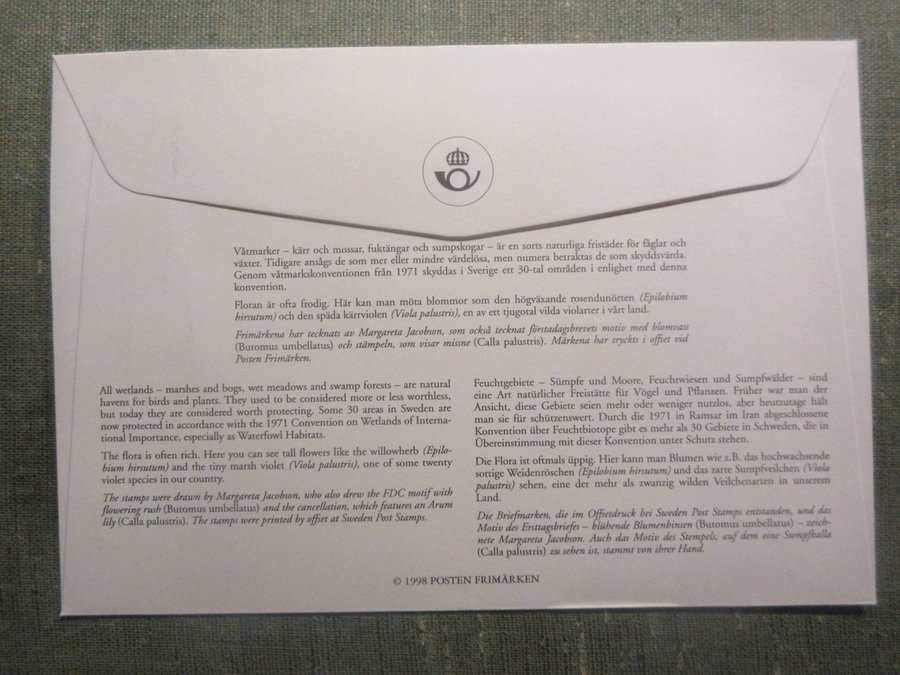 Våtmarker – kärr och mossar, fuktängar och sumpskogar – är en sorts naturliga fristäder för fåglar och
växter. Tidigare ansågs de som mer eller mindre värdelösa, men numera betraktas de som skyddsvärda.
Genom våtmarkskonventionen från 1971 skyddas i Sverige ett 30-tal områden i enlighet med denna
konvention.
Floran är ofta frodig. Här kan man möta blommor som den högväxande rosendunörten (Epilobium
hirsutum) och den späda kärrviolen (Viola palustris), en av ett tjugotal vilda violarter i vårt land.
Frimärkena har tecknats av Margareta Jacobson, som också tecknat förstadagsbrevets motiv med blomvass
(Butomus umbellatus) och stämpeln, som visar missne (Calla palustris). Märkena har tryckts i offset vid
Posten Frimärken.
All wetlands – marshes and bogs, wet meadows and swamp forests – are natural
havens for birds and plants. They used to be considered more or less worthless,
but today they are considered worth protecting. Some 30 areas in Sweden are
now protected in accordance with the 1971 Convention on Wetlands of Interna-
tional Importance, especially as Waterfowl Habitats.
The flora is often rich. Here you can see tall flowers like the willowherb (Epilo-
bium hirsutum) and the tiny marsh violet (Viola palustris), one of some twenty
violet species in our country.
The stamps were drawn by Margareta Jacobson, who also drew the FDC motif with
flowering rush (Butomus umbellatus) and the cancellation, which features an Arum
lily (Calla palustris). The stamps were printed by offset at Sweden Post Stamps.
Feuchtgebiete – Sümpfe und Moore, Feuchtwiesen und Sumpfwälder – sind
eine Art natürlicher Freistätte für Vögel und Pflanzen. Früher war man der
Ansicht, diese Gebiete seien mehr oder weniger nutzlos, aber heutzutage hält
man sie für schützenswert. Durch die 1971 in Ramsar im Iran abgeschlossene
Konvention über Feuchtbiotope gibt es mehr als 30 Gebiete in Schweden, die in
Übereinstimmung mit dieser Konvention unter Schutz stehen.
Die Flora ist oftmals üppig. Hier kann man Blumen wie z.B. das hochwachsende
sottige Weidenröschen (Epilobium hirsutum) und das zarte Sumpfveilchen (Viola
palustris) sehen, eine der mehr als zwanzig wilden Veilchenarten in unserem
Land.
Die Briefmarken, die im Offsetdruck bei Sweden Post Stamps entstanden, und das
Motiv des Ersttagsbriefes – blühende Blumenbinsen (Butomus umbellatus) – zeich-
nete Margareta Jacobson. Auch das Motiv des Stempels, auf dem eine Sumpfkalla
(Calla palustris) zu sehen ist, stammt von ihrer Hand.
© 1998 POSTEN FRIMÄRKEN